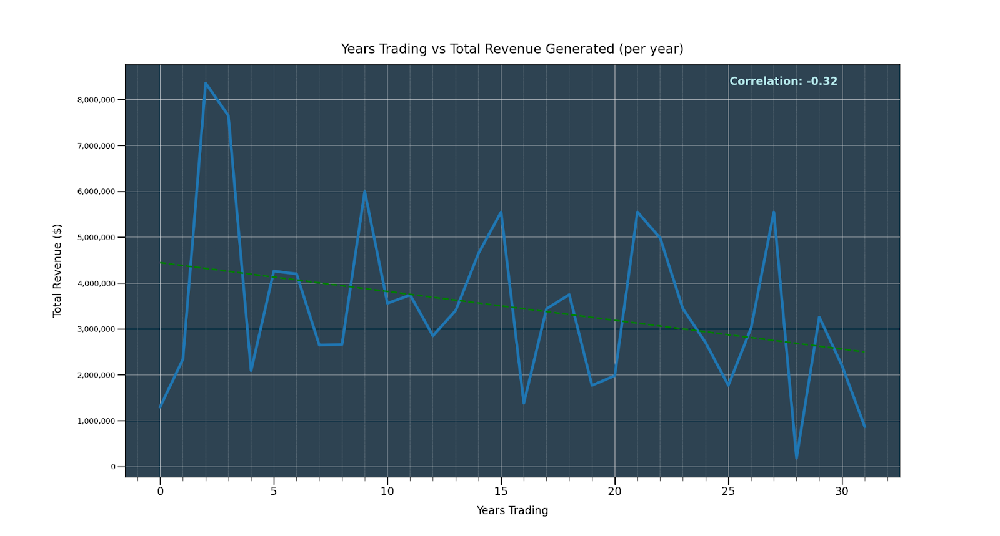 Years Trading vs Total Revenue Generated (per year)
Correlation: -0.32
8,000,000
7,000,000
6,000,000
5,000,000
4,000,000
3,000,000
2,000,000
1,000,000
0
Total Revenue ($)
0 5 10 15 20 25 30
Years Trading